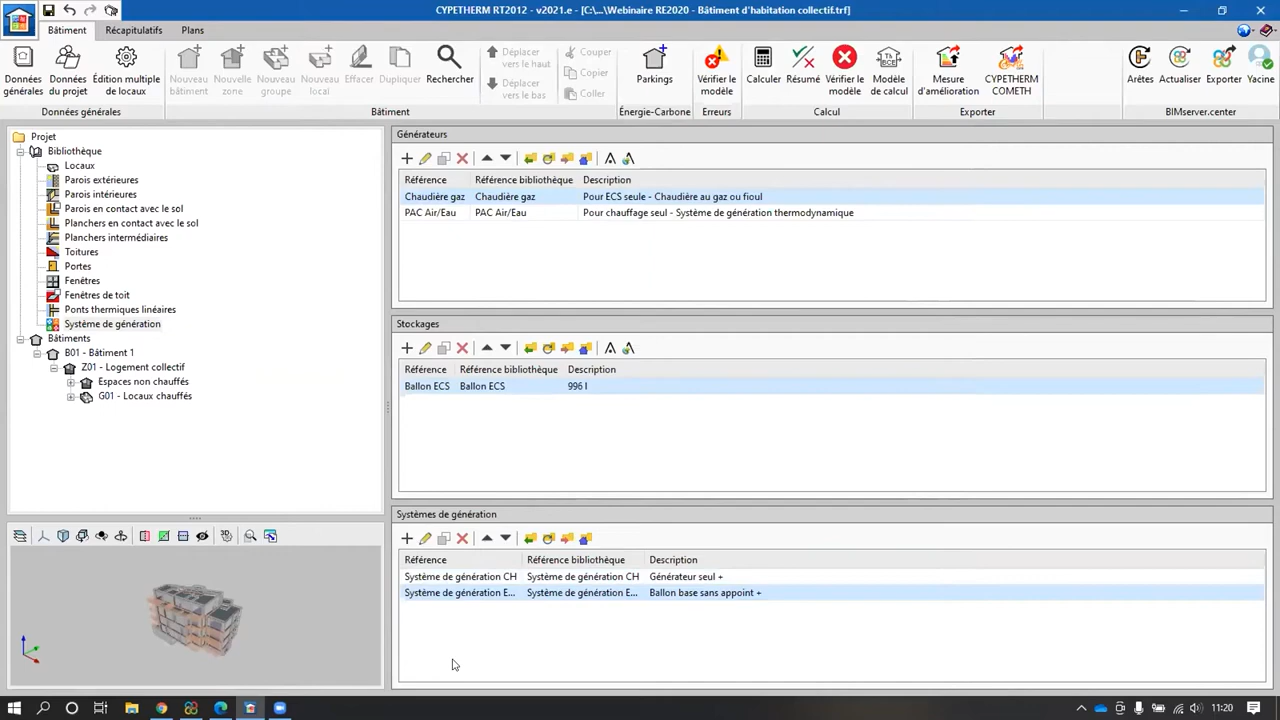 CYPETHERM RT2012 - v2021.e - [C:\...\Webinaire RE2020 - Bâtiment d'habitation collectif.trf]
Bâtiment Récapitulatifs Plans
Données générales
Données du projet
Édition multiple de locaux
Nouveau bâtiment
Nouvelle zone
Nouveau groupe
Nouveau local
Effacer
Dupliquer
Rechercher
Déplacer vers le haut
Déplacer vers le bas
Couper
Copier
Coller
Parkings
Vérifier le modèle
Calculer
Résumé
Vérifier le modèle
Modèle de calcul
Mesure d'amélioration
CYPETHERM COMETH
Arêtes
Actualiser
Exporter
Yacine
Données générales Bâtiment Énergie-Carbone Erreurs Calcul Exporter BIMserver.center
Projet
Bibliothèque
Locaux
Parois extérieures
Parois intérieures
Parois en contact avec le sol
Planchers en contact avec le sol
Planchers intermédiaires
Toitures
Portes
Fenêtres
Fenêtres de toit
Ponts thermiques linéaires
Système de génération
Bâtiments
B01 - Bâtiment 1
Z01 - Logement collectif
Espaces non chauffés
G01 - Locaux chauffés
Générateurs
Référence Référence bibliothèque Description
Chaudière gaz Chaudière gaz Pour ECS seule - Chaudière au gaz ou fioul
PAC Air/Eau PAC Air/Eau Pour chauffage seul - Système de génération thermodynamique
Stockages
Référence Référence bibliothèque Description
Ballon ECS Ballon ECS 996 l
Systèmes de génération
Référence Référence bibliothèque Description
Système de génération CH Système de génération CH Générateur seul +
Système de génération E... Système de génération E... Ballon base sans appoint +
11:20